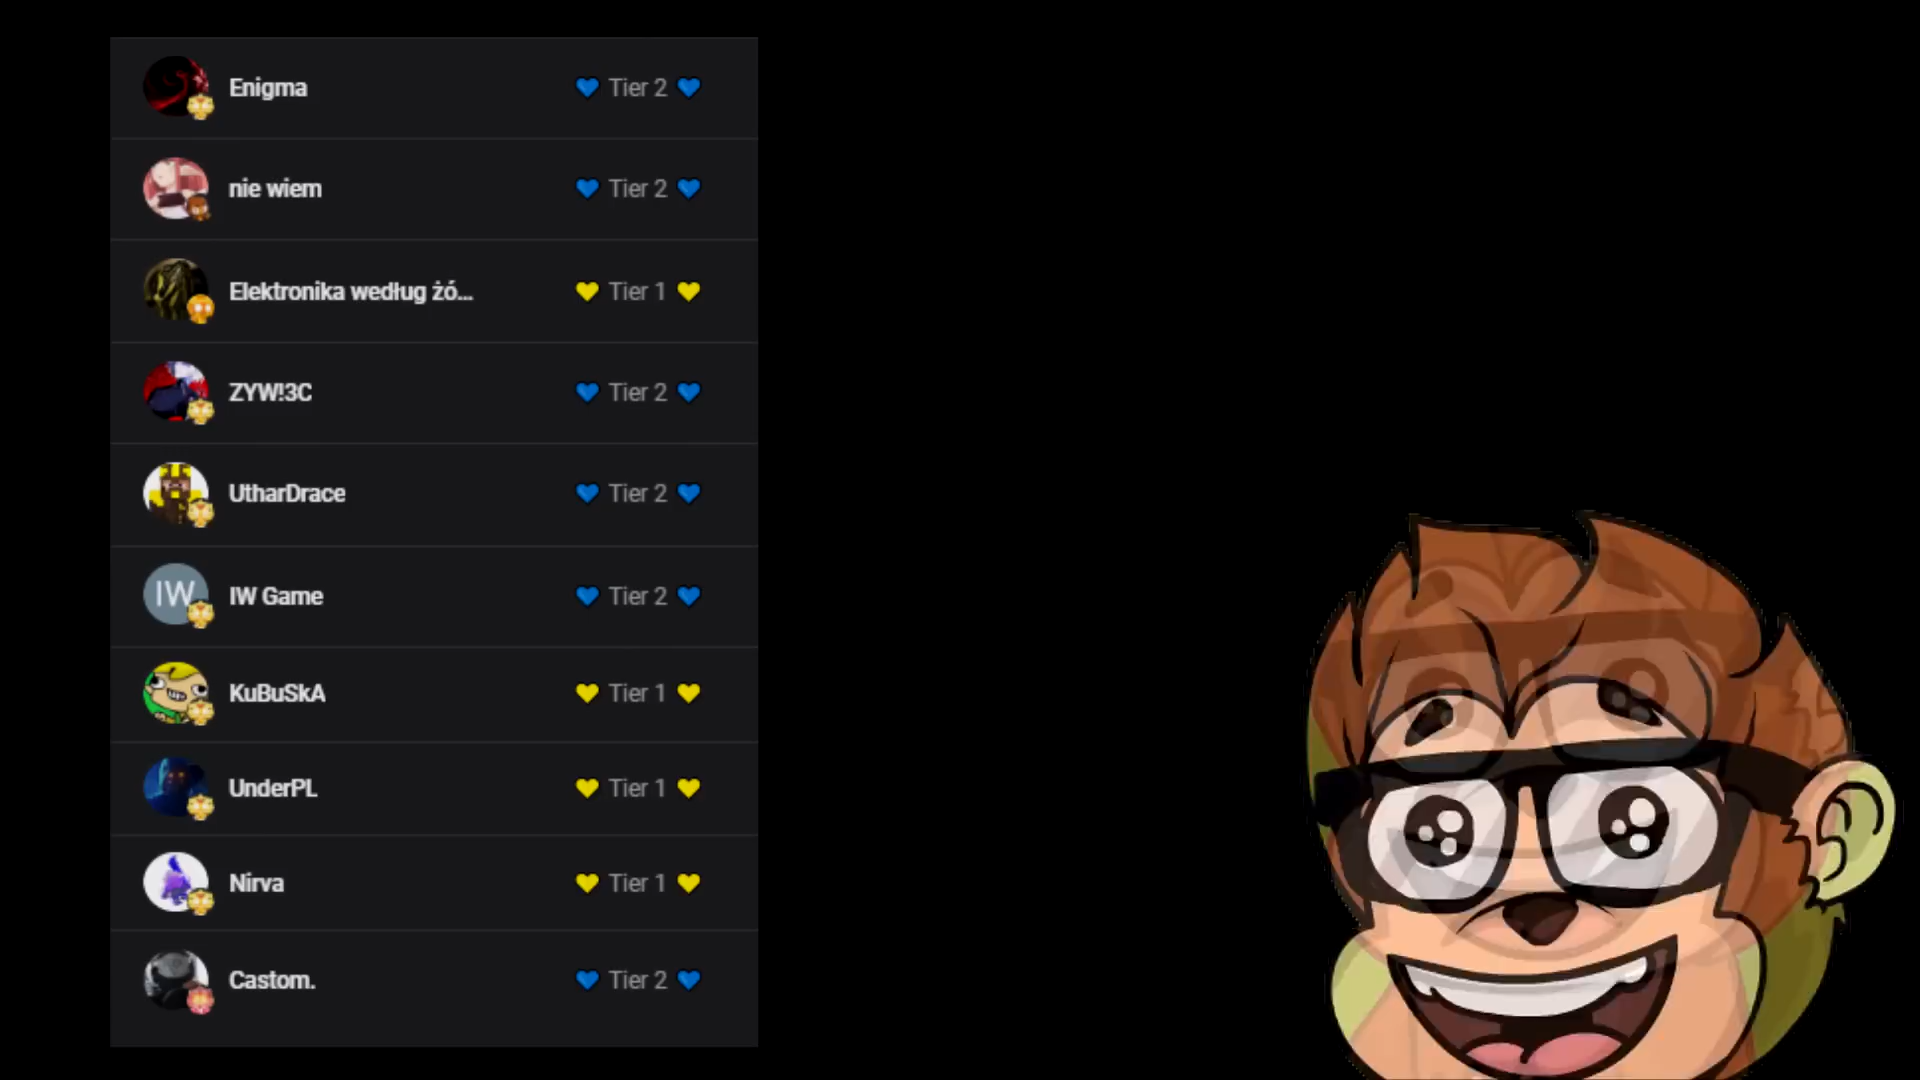 Enigma 💙 Tier 2 💙
nie wiem 💙 Tier 2 💙
Elektronika według żó... 💛 Tier 1 💛
ZYW!3C 💙 Tier 2 💙
UtharDrace 💙 Tier 2 💙
IW IW Game 💙 Tier 2 💙
KuBuSkA 💛 Tier 1 💛
UnderPL 💛 Tier 1 💛
Nirva 💛 Tier 1 💛
Castom. 💙 Tier 2 💙